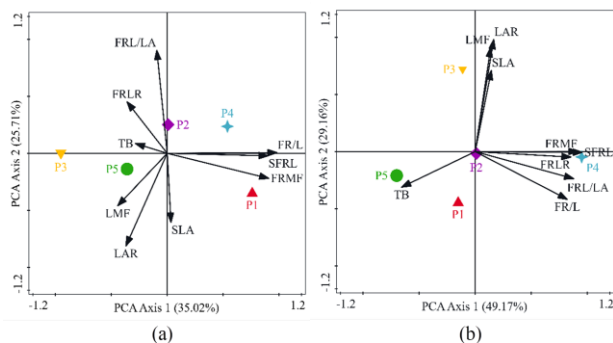 1.2
FRL/LA
FRLR
P2
P4
TB
FR/L
SFRL
FRMF
P3
P5
P1
LMF
SLA
LAR
PCA Axis 2 (25.71%)
-1.2
-1.2
PCA Axis 1 (35.02%)
1.2
(a)
1.2
LAR
LMF
SLA
P3
FRMF
SFRL
FRLR
P4
P2
FRL/LA
P5
TB
FR/L
P1
PCA Axis 2 (29.16%)
-1.2
-1.2
PCA Axis 1 (49.17%)
1.2
(b)